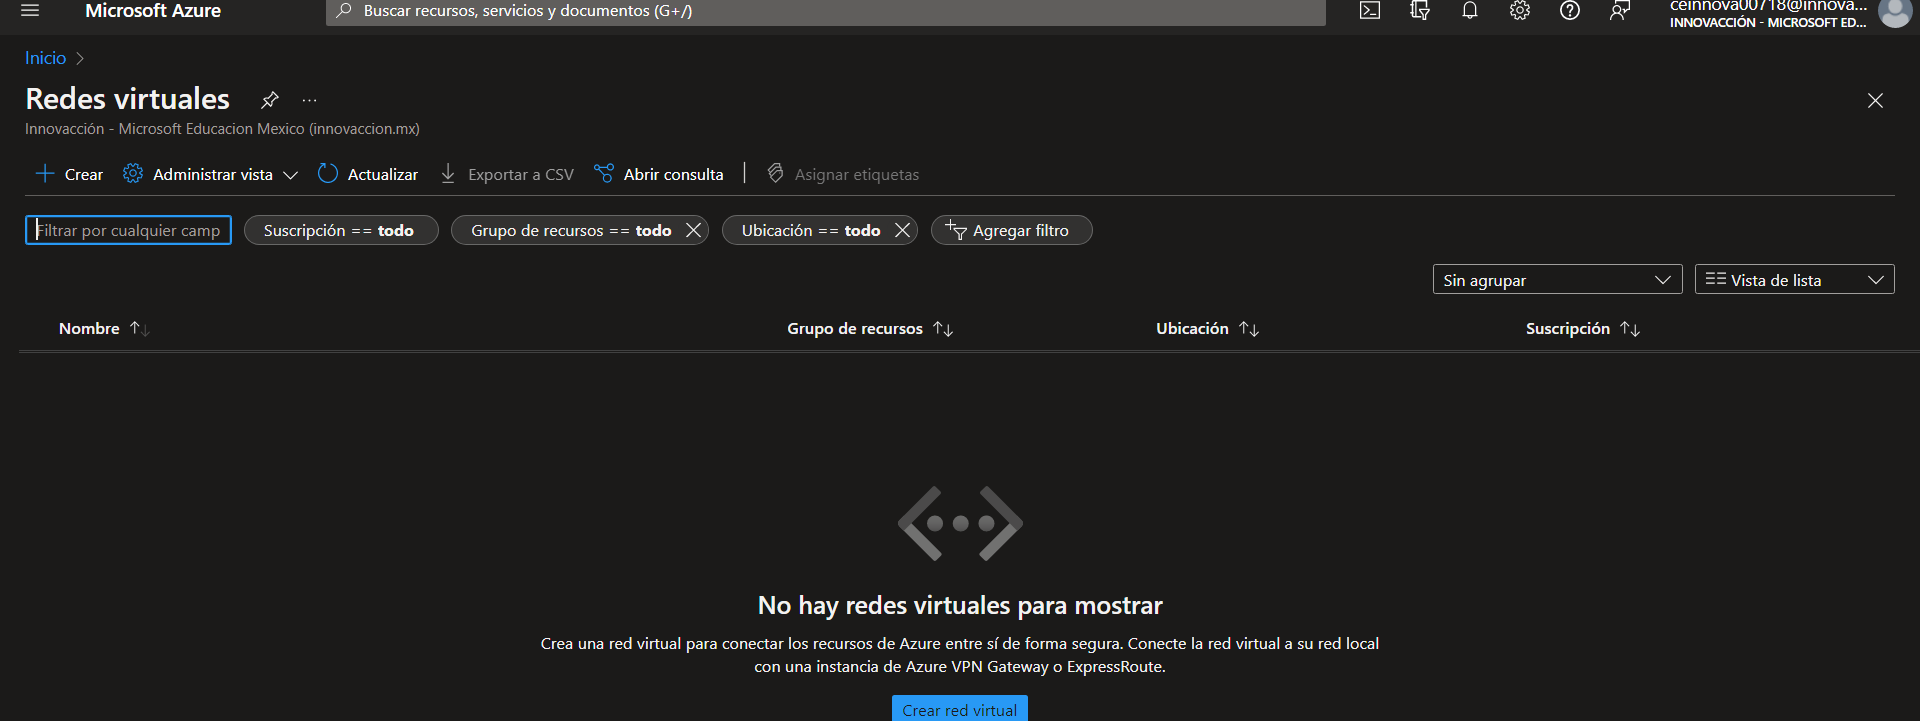 Microsoft Azure
Buscar recursos, servicios y documentos (G+/)
ceinnova00718@innova...
INNOVACCIÓN - MICROSOFT ED...
Inicio
Redes virtuales
Innovacción - Microsoft Educacion Mexico (innovaccion.mx)
Crear Administrar vista Actualizar Exportar a CSV Abrir consulta Asignar etiquetas
Filtrar por cualquier camp Suscripción == todo Grupo de recursos == todo Ubicación == todo Agregar filtro
Sin agrupar Vista de lista
Nombre Grupo de recursos Ubicación Suscripción
No hay redes virtuales para mostrar
Crea una red virtual para conectar los recursos de Azure entre sí de forma segura. Conecte la red virtual a su red local
con una instancia de Azure VPN Gateway o ExpressRoute.
Crear red virtual